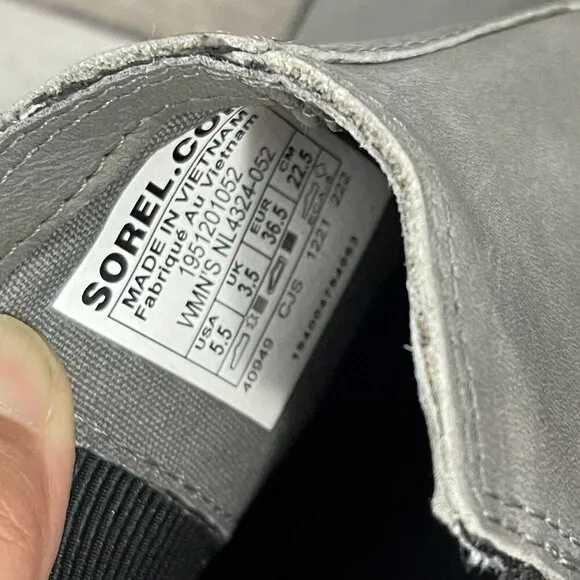 SOREL.CO
MADE IN VIETNAM
Fabriqué Au Vietnam
1951201052
WMN'S NL4324-052
USA UK EUR CM
5.5 3.5 36.5 22.5
40949 CJS 1221 222